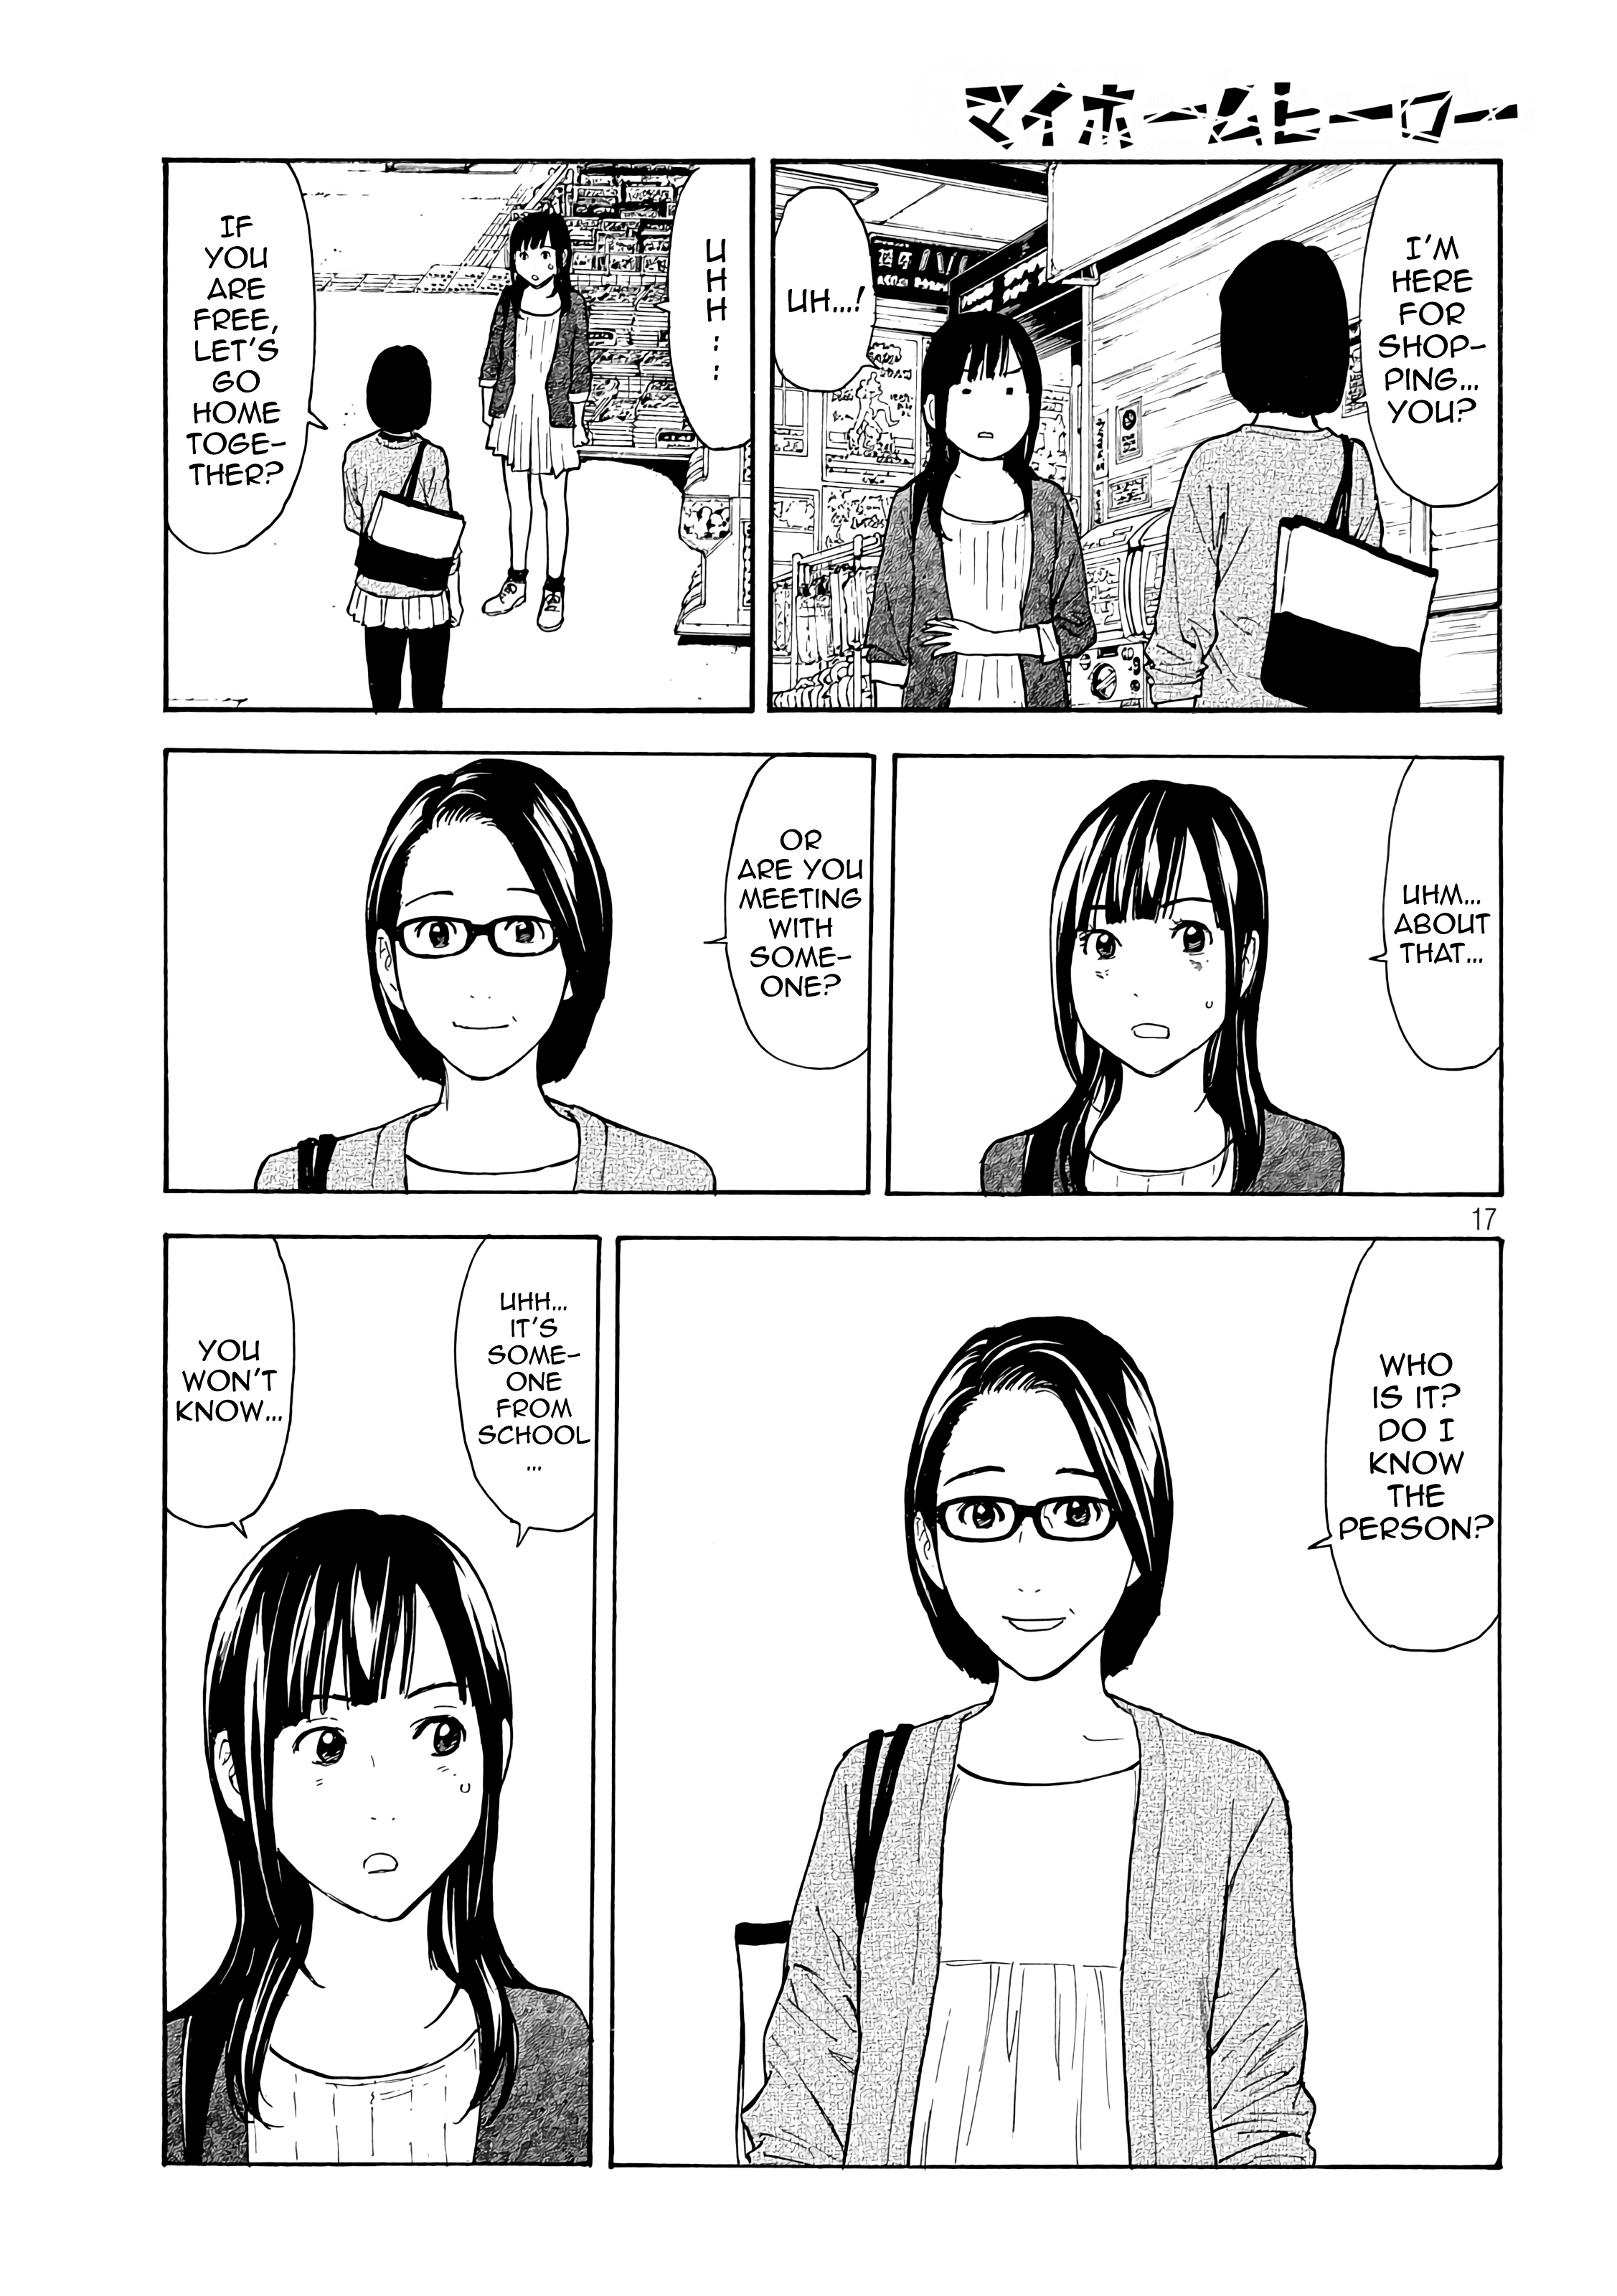 マイホームヒーロー
I'M
HERE
FOR
SHOP-
PING...
YOU?
UH...!
UHH...
IF
YOU
ARE
FREE,
LET'S
GO
HOME
TOGE-
THER?
UHM...
ABOUT
THAT...
OR
ARE YOU
MEETING
WITH
SOME-
ONE?
17
WHO
IS IT?
DO I
KNOW
THE
PERSON?
UHH...
IT'S
SOME-
ONE
FROM
SCHOOL
...
YOU
WON'T
KNOW...